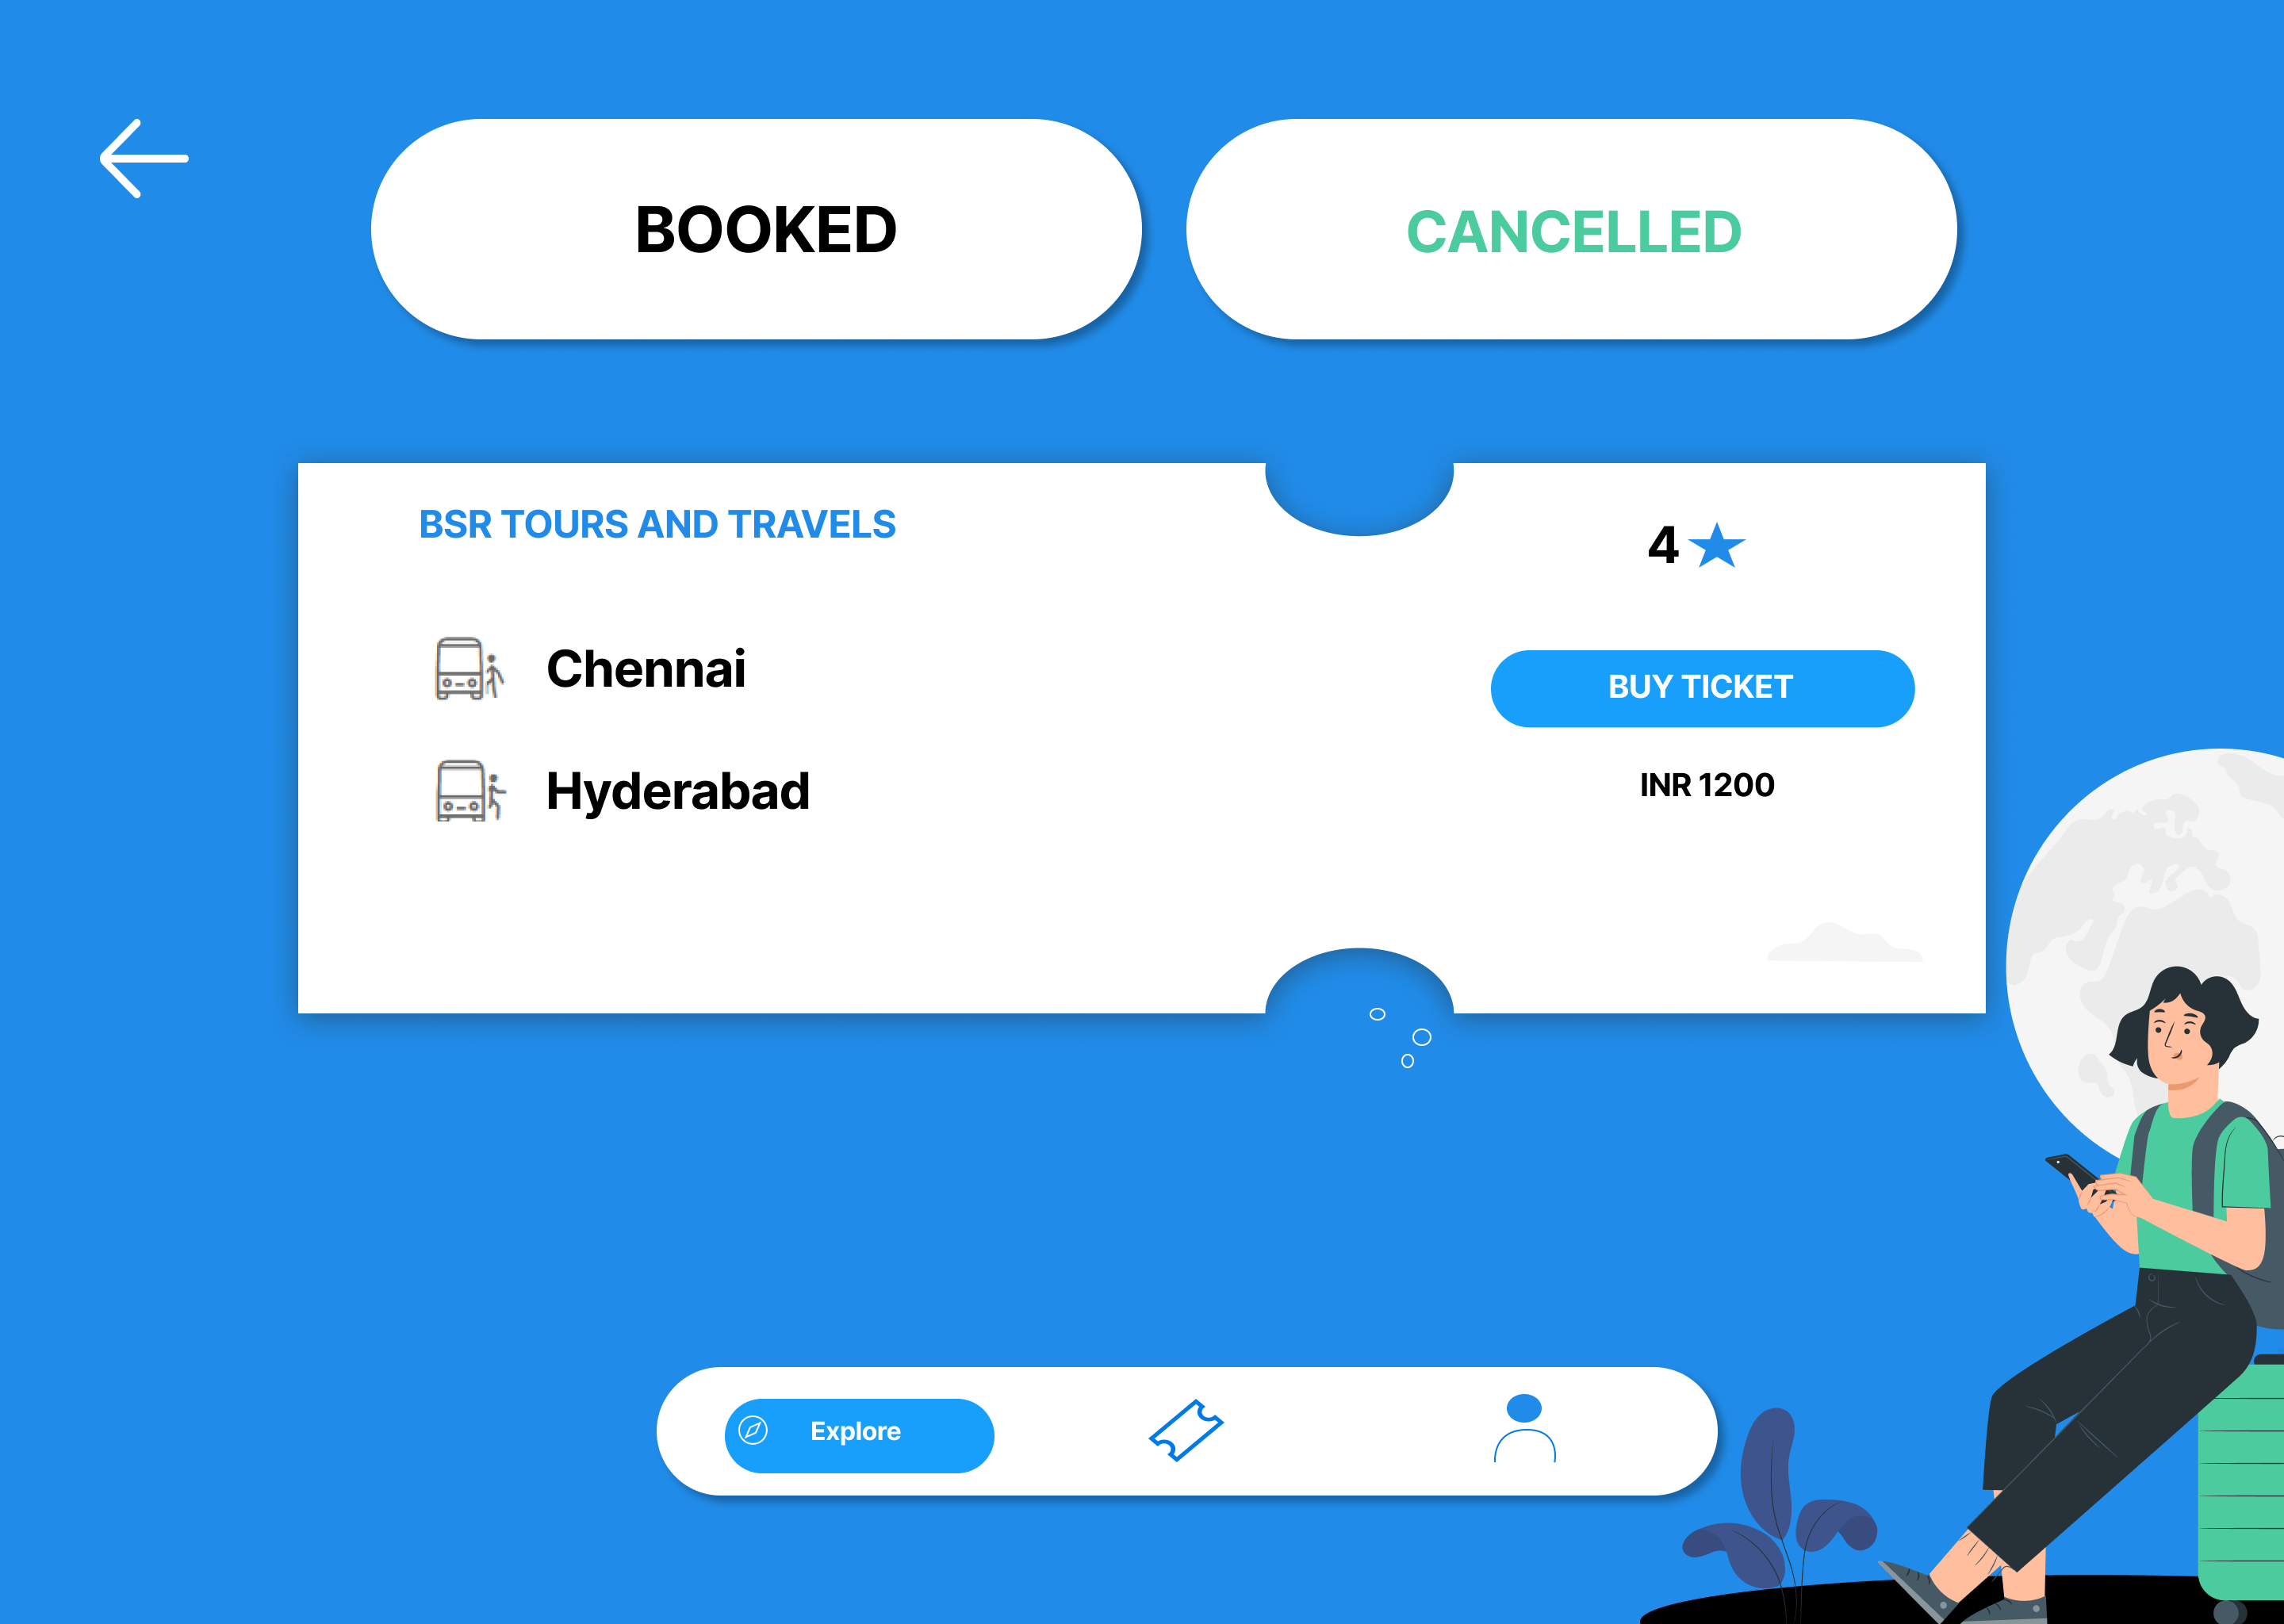 BOOKED
CANCELLED
BSR TOURS AND TRAVELS
4
Chennai
BUY TICKET
Hyderabad
INR 1200
Explore